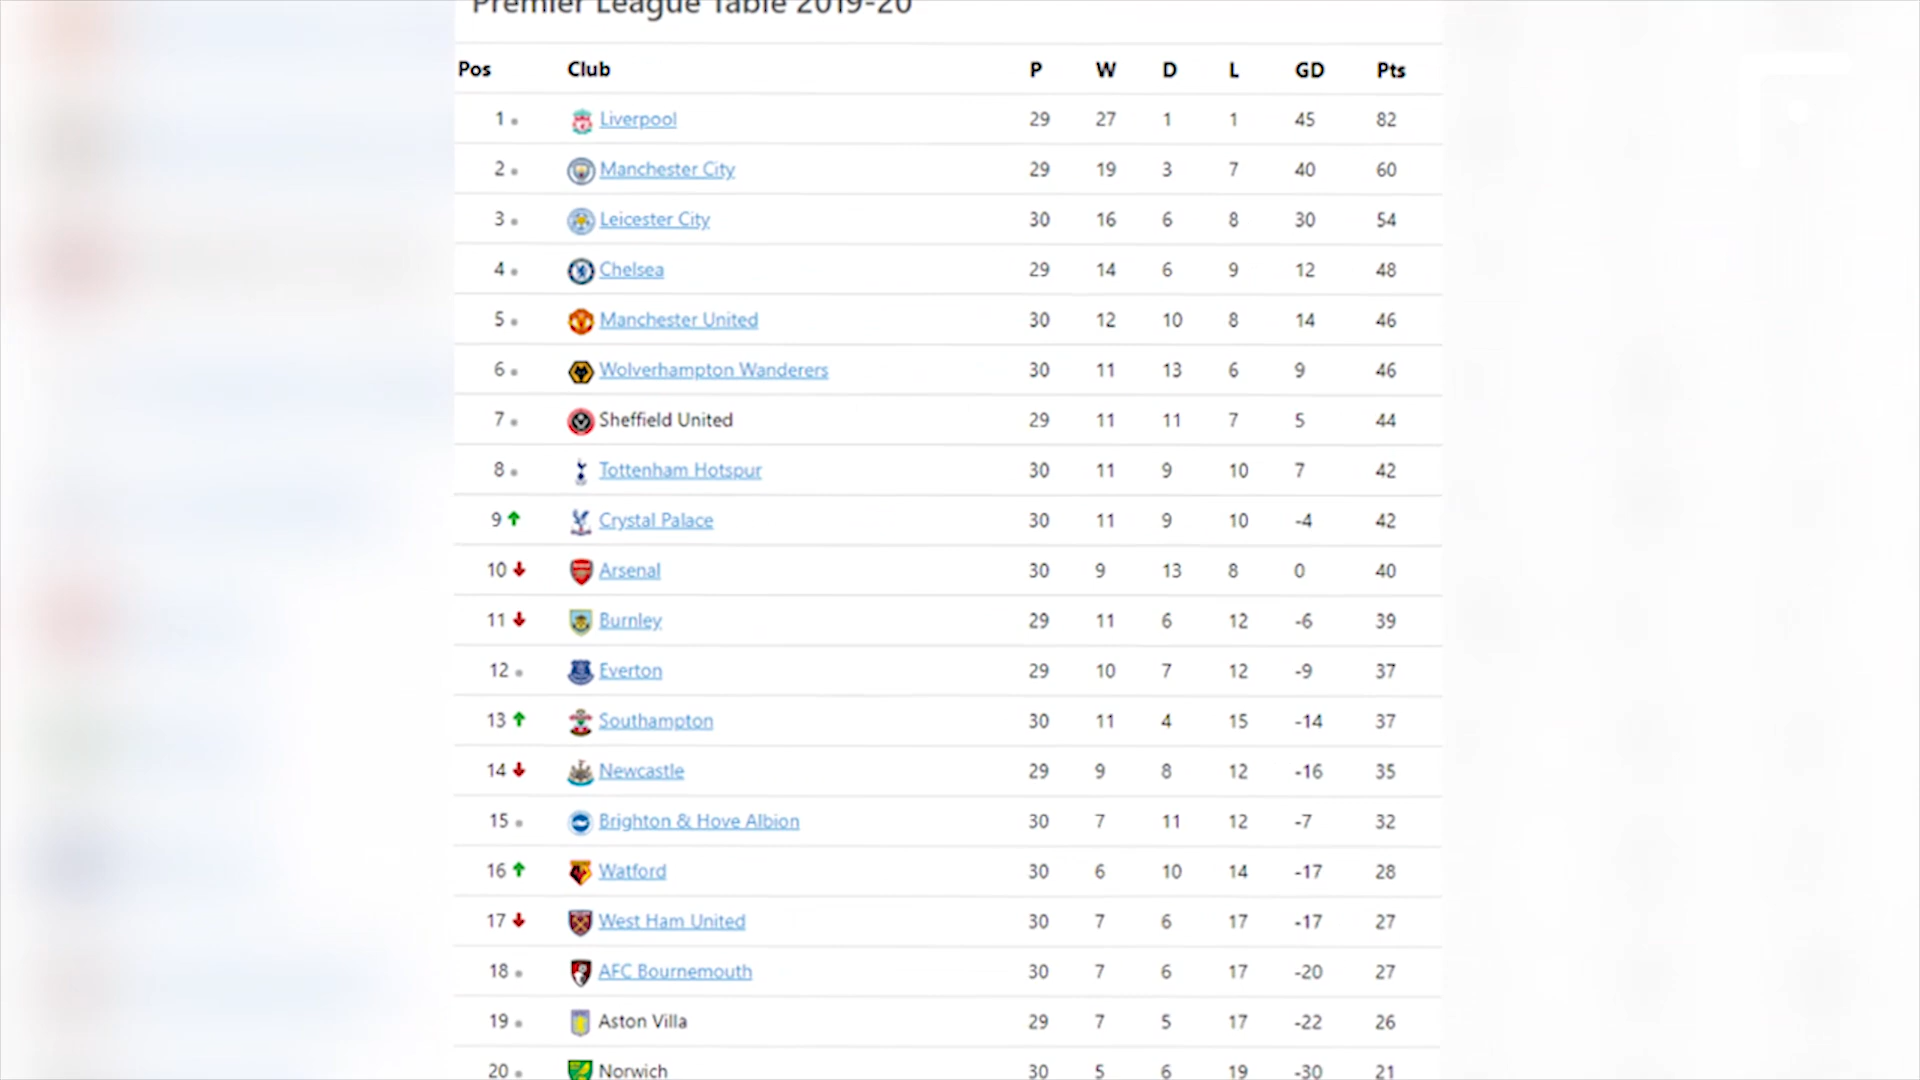 Premier League Table 2019-20
Pos Club P W D L GD Pts
1 Liverpool 29 27 1 1 45 82
2 Manchester City 29 19 3 7 40 60
3 Leicester City 30 16 6 8 30 54
4 Chelsea 29 14 6 9 12 48
5 Manchester United 30 12 10 8 14 46
6 Wolverhampton Wanderers 30 11 13 6 9 46
7 Sheffield United 29 11 11 7 5 44
8 Tottenham Hotspur 30 11 9 10 7 42
9 Crystal Palace 30 11 9 10 -4 42
10 Arsenal 30 9 13 8 0 40
11 Burnley 29 11 6 12 -6 39
12 Everton 29 10 7 12 -9 37
13 Southampton 30 11 4 15 -14 37
14 Newcastle 29 9 8 12 -16 35
15 Brighton & Hove Albion 30 7 11 12 -7 32
16 Watford 30 6 10 14 -17 28
17 West Ham United 30 7 6 17 -17 27
18 AFC Bournemouth 30 7 6 17 -20 27
19 Aston Villa 29 7 5 17 -22 26
20 Norwich 30 5 6 19 -30 21